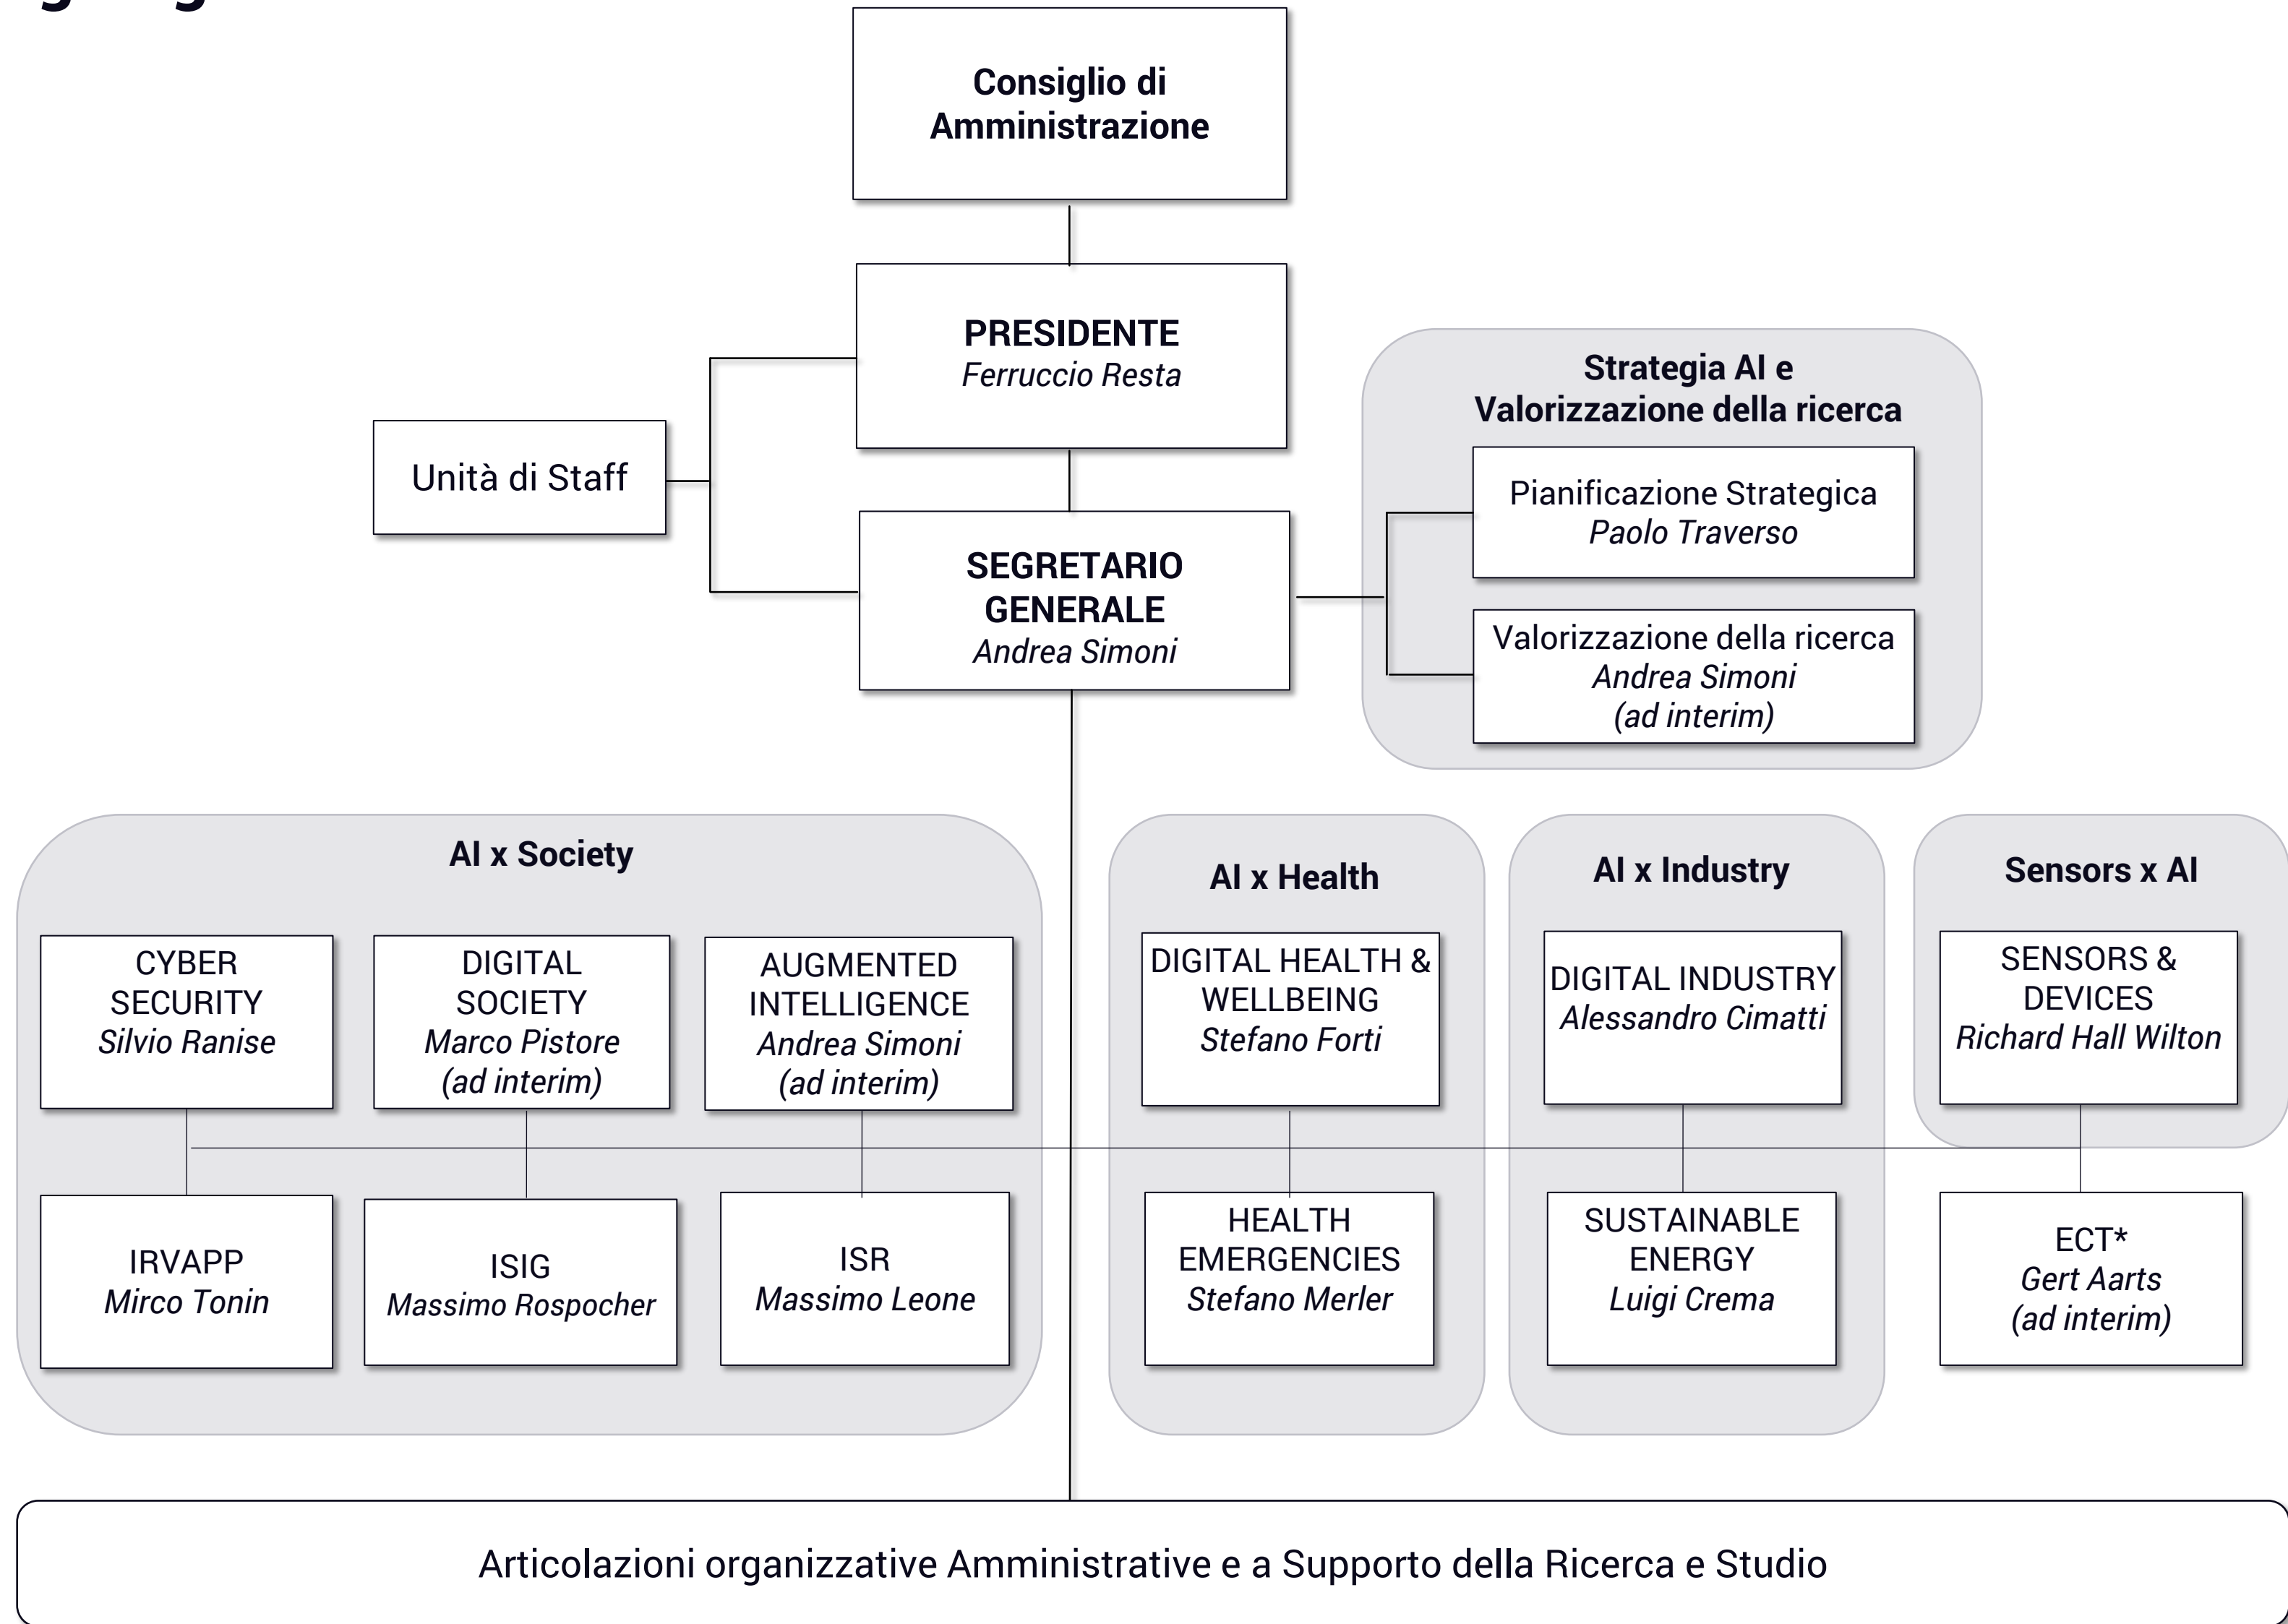 Consiglio di
Amministrazione
PRESIDENTE
Ferruccio Resta
Unità di Staff
SEGRETARIO
GENERALE
Andrea Simoni
Strategia AI e
Valorizzazione della ricerca
Pianificazione Strategica
Paolo Traverso
Valorizzazione della ricerca
Andrea Simoni
(ad interim)
AI x Society
CYBER
SECURITY
Silvio Ranise
DIGITAL
SOCIETY
Marco Pistore
(ad interim)
AUGMENTED
INTELLIGENCE
Andrea Simoni
(ad interim)
IRVAPP
Mirco Tonin
ISIG
Massimo Rospocher
ISR
Massimo Leone
AI x Health
DIGITAL HEALTH &
WELLBEING
Stefano Forti
HEALTH
EMERGENCIES
Stefano Merler
AI x Industry
DIGITAL INDUSTRY
Alessandro Cimatti
SUSTAINABLE
ENERGY
Luigi Crema
Sensors x AI
SENSORS &
DEVICES
Richard Hall Wilton
ECT*
Gert Aarts
(ad interim)
Articolazioni organizzative Amministrative e a Supporto della Ricerca e Studio